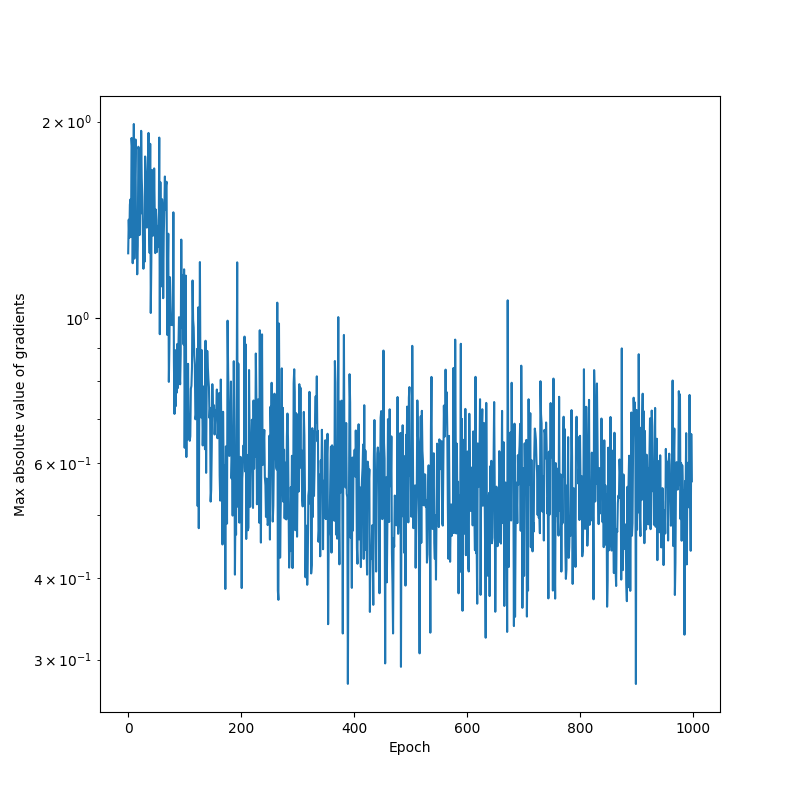 Max absolute value of gradients
2 × 10⁰
10⁰
6 × 10⁻¹
4 × 10⁻¹
3 × 10⁻¹
0 200 400 600 800 1000
Epoch